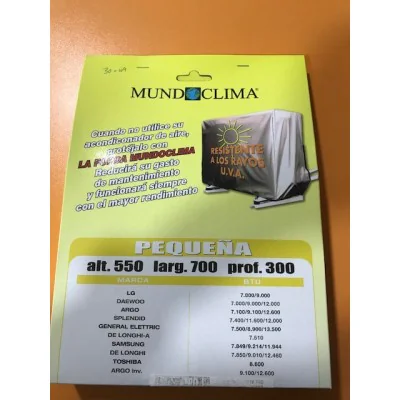 MUNDOCLIMA®
Cuando no utilice su
acondiconador de aire,
protéjalo con
LA FUNDA MUNDOCLIMA
Reducirá su gasto
de mantenimiento
y funcionará siempre
con el mayor rendimiento
RESISTENTE
A LOS RAYOS
U.V.A.
PEQUEÑA
alt. 550 larg. 700 prof. 300
MARCA BTU
LG 7.000/9.000
DAEWOO 7.000/9.000/12.000
ARGO 7.100/9.100/12.600
SPLENDID 7.400/11.600/12.000
GENERAL ELETTRIC 7.500/8.900/13.500
DE LONGHI-A 7.510
SAMSUNG 7.849/9.214/11.944
DE LONGHI 7.850/9.010/12.460
TOSHIBA 8.600
ARGO Inv. 9.100/12.600